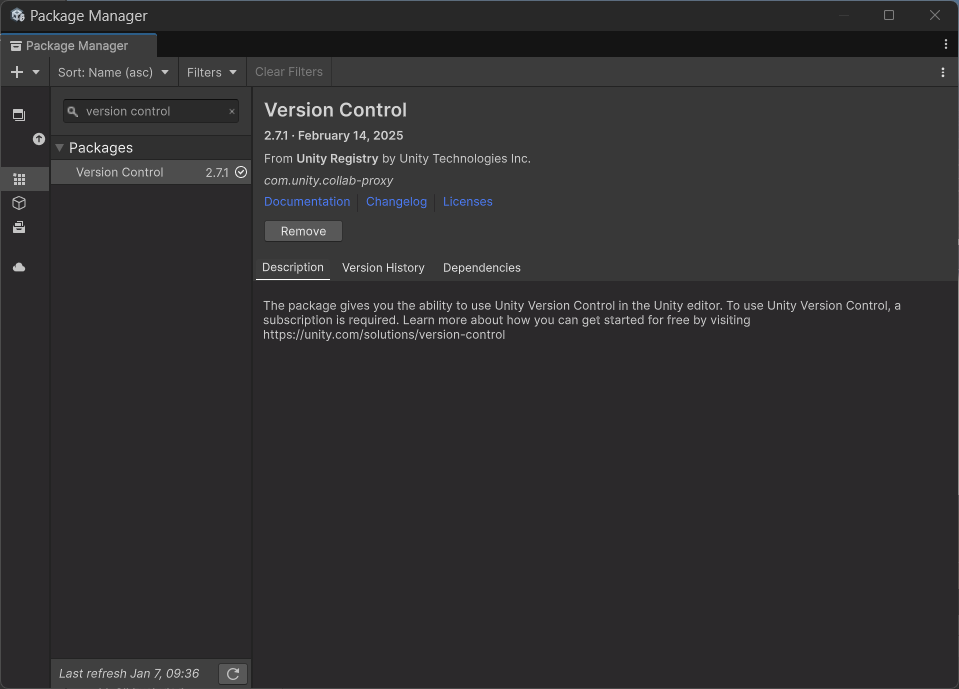 Package Manager
Package Manager
Sort: Name (asc) Filters Clear Filters
version control
Packages
Version Control 2.7.1
Version Control
2.7.1 · February 14, 2025
From Unity Registry by Unity Technologies Inc.
com.unity.collab-proxy
Documentation Changelog Licenses
Remove
Description Version History Dependencies
The package gives you the ability to use Unity Version Control in the Unity editor. To use Unity Version Control, a
subscription is required. Learn more about how you can get started for free by visiting
https://unity.com/solutions/version-control
Last refresh Jan 7, 09:36